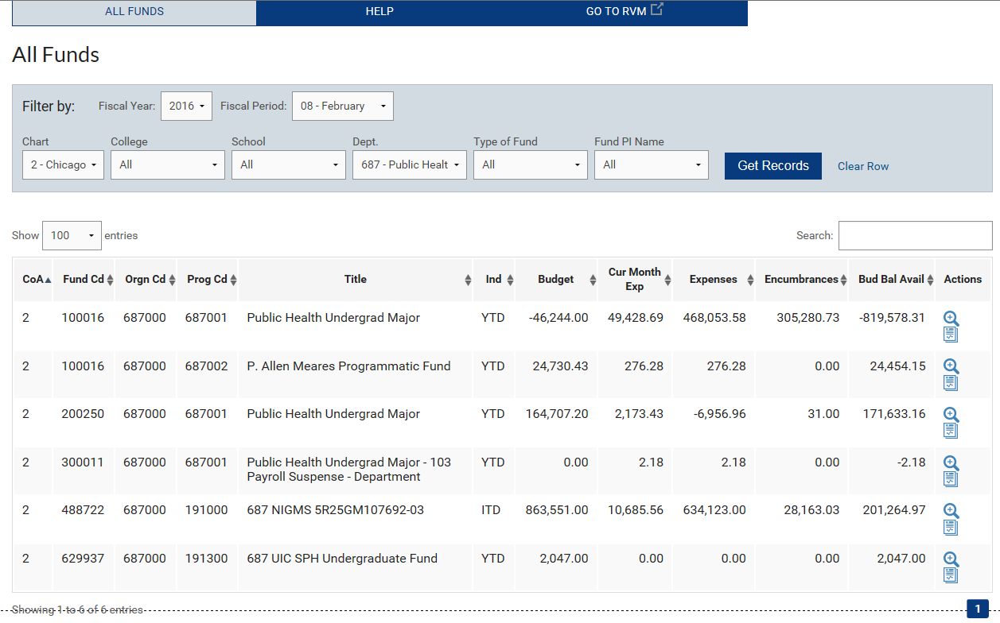 ALL FUNDS HELP GO TO RVM
All Funds
Filter by: Fiscal Year: 2016 Fiscal Period: 08 - February
Chart College School Dept. Type of Fund Fund PI Name
2 - Chicago All All 687 - Public Healt All All Get Records Clear Row
Show 100 entries Search:
CoA Fund Cd Orgn Cd Prog Cd Title Ind Budget Cur Month Exp Expenses Encumbrances Bud Bal Avail Actions
2 100016 687000 687001 Public Health Undergrad Major YTD -46,244.00 49,428.69 468,053.58 305,280.73 -819,578.31
2 100016 687000 687002 P. Allen Meares Programmatic Fund YTD 24,730.43 276.28 276.28 0.00 24,454.15
2 200250 687000 687001 Public Health Undergrad Major YTD 164,707.20 2,173.43 -6,956.96 31.00 171,633.16
2 300011 687000 687001 Public Health Undergrad Major - 103 YTD 0.00 2.18 2.18 0.00 -2.18
Payroll Suspense - Department
2 488722 687000 191000 687 NIGMS 5R25GM107692-03 ITD 863,551.00 10,685.56 634,123.00 28,163.03 201,264.97
2 629937 687000 191300 687 UIC SPH Undergraduate Fund YTD 2,047.00 0.00 0.00 0.00 2,047.00
Showing 1 to 6 of 6 entries 1